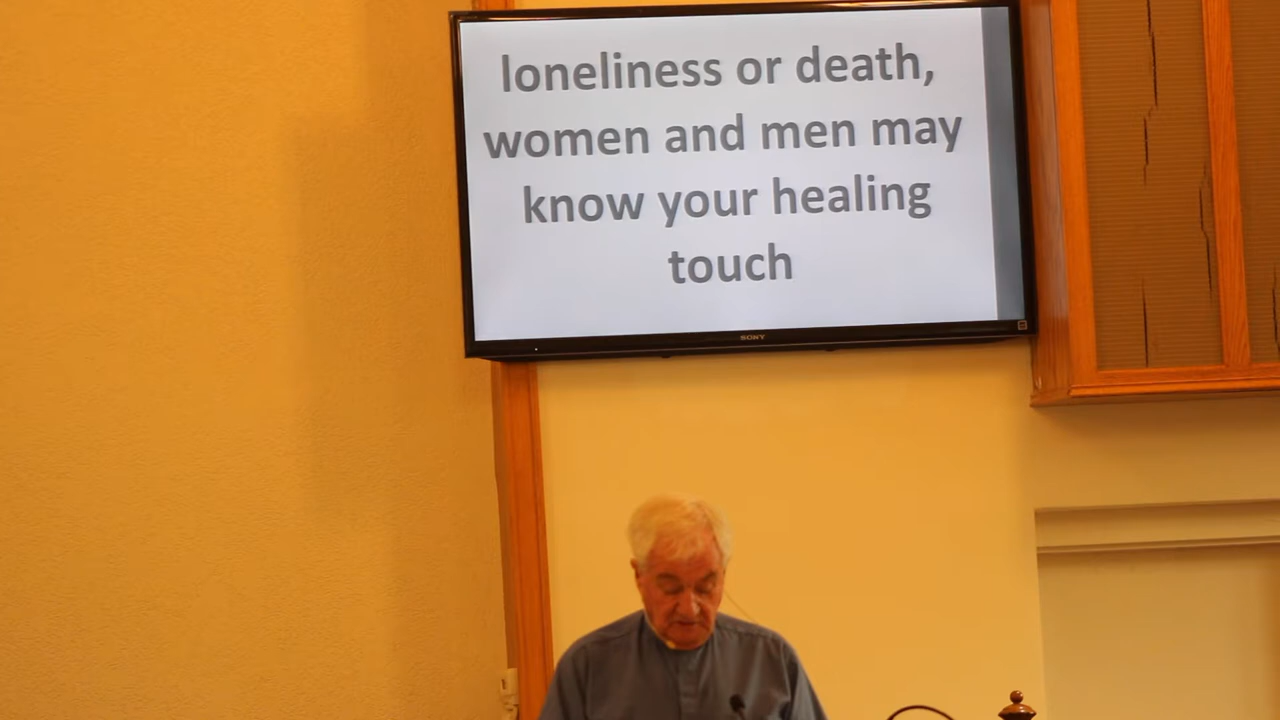 loneliness or death,
women and men may
know your healing
touch
SONY